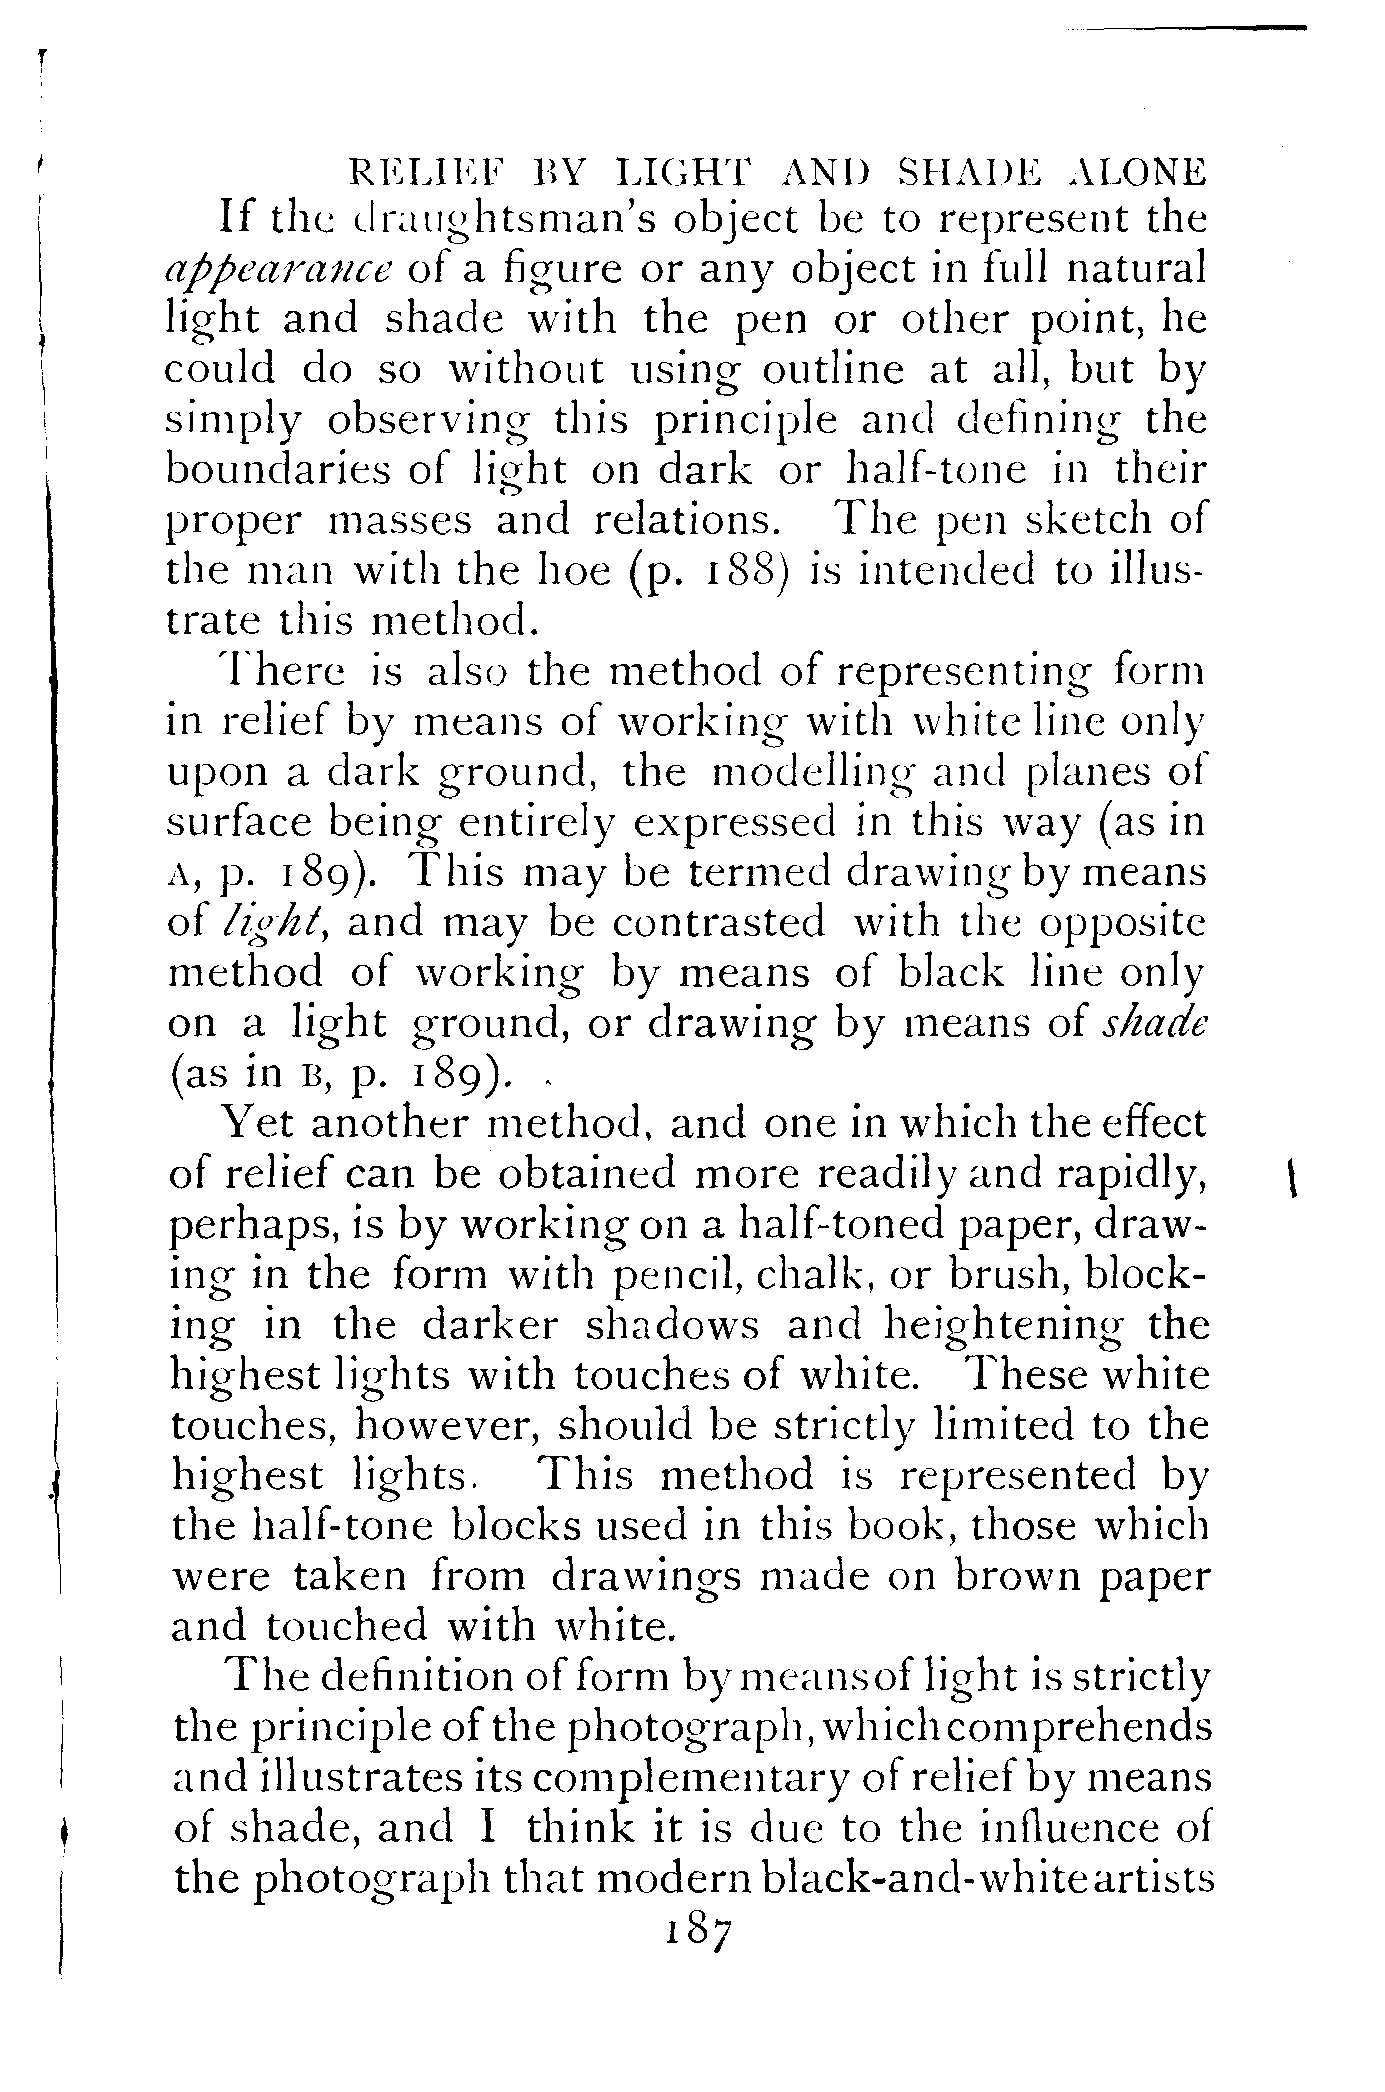 RELIEF BY LIGHT AND SHADE ALONE
If the draughtsman's object be to represent the
appearance of a figure or any object in full natural
light and shade with the pen or other point, he
could do so without using outline at all, but by
simply observing this principle and defining the
boundaries of light on dark or half-tone in their
proper masses and relations. The pen sketch of
the man with the hoe (p. 188) is intended to illus-
trate this method.
There is also the method of representing form
in relief by means of working with white line only
upon a dark ground, the modelling and planes of
surface being entirely expressed in this way (as in
A, p. 189). This may be termed drawing by means
of light, and may be contrasted with the opposite
method of working by means of black line only
on a light ground, or drawing by means of shade
(as in B, p. 189).
Yet another method, and one in which the effect
of relief can be obtained more readily and rapidly,
perhaps, is by working on a half-toned paper, draw-
ing in the form with pencil, chalk, or brush, block-
ing in the darker shadows and heightening the
highest lights with touches of white. These white
touches, however, should be strictly limited to the
highest lights. This method is represented by
the half-tone blocks used in this book, those which
were taken from drawings made on brown paper
and touched with white.
The definition of form by means of light is strictly
the principle of the photograph, which comprehends
and illustrates its complementary of relief by means
of shade, and I think it is due to the influence of
the photograph that modern black-and-white artists
187